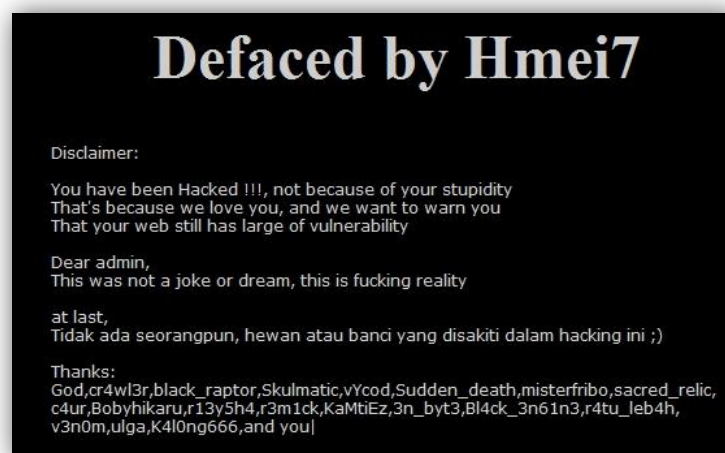 Defaced by Hmei7
Disclaimer:
You have been Hacked !!!, not because of your stupidity
That's because we love you, and we want to warn you
That your web still has large of vulnerability
Dear admin,
This was not a joke or dream, this is fucking reality
at last,
Tidak ada seorangpun, hewan atau banci yang disakiti dalam hacking ini ;)
Thanks:
God,cr4wl3r,black_raptor,Skulmatic,vYcod,Sudden_death,misterfribo,sacred_relic,
c4ur,Bobyhikaru,r13y5h4,r3m1ck,KaMtiEz,3n_byt3,Bl4ck_3n61n3,r4tu_leb4h,
v3n0m,ulga,K4l0ng666,and you|